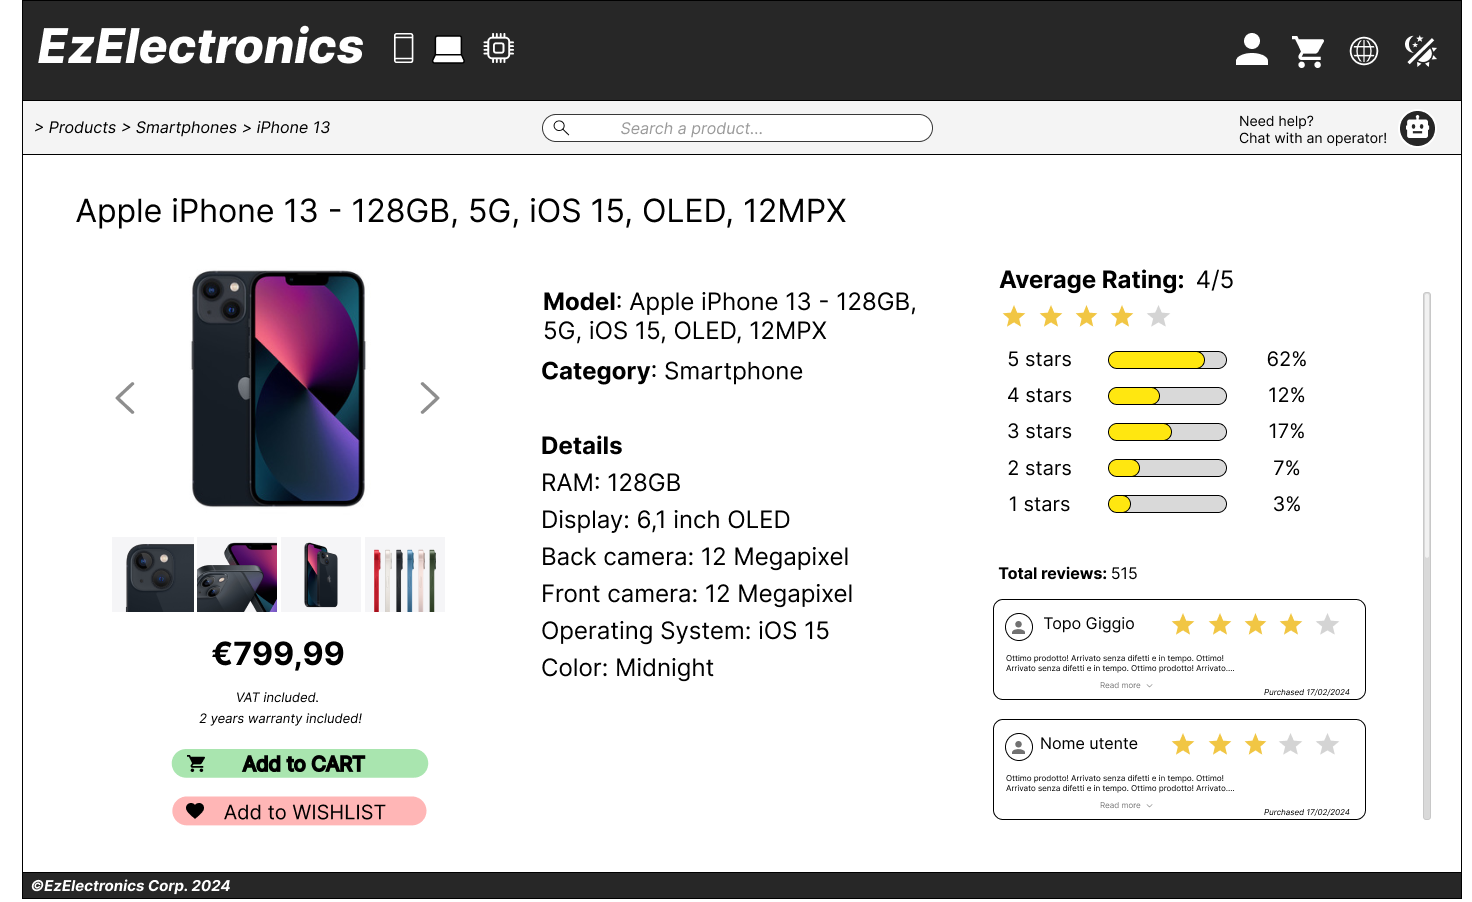 EzElectronics
> Products > Smartphones > iPhone 13
Search a product...
Need help?
Chat with an operator!
Apple iPhone 13 - 128GB, 5G, iOS 15, OLED, 12MPX
€799,99
VAT included.
2 years warranty included!
Add to CART
Add to WISHLIST
Model: Apple iPhone 13 - 128GB,
5G, iOS 15, OLED, 12MPX
Category: Smartphone
Details
RAM: 128GB
Display: 6,1 inch OLED
Back camera: 12 Megapixel
Front camera: 12 Megapixel
Operating System: iOS 15
Color: Midnight
Average Rating: 4/5
5 stars 62%
4 stars 12%
3 stars 17%
2 stars 7%
1 stars 3%
Total reviews: 515
Topo Giggio
Ottimo prodotto! Arrivato senza difetti e in tempo. Ottimo!
Arrivato senza difetti e in tempo. Ottimo prodotto! Arrivato....
Read more
Purchased 17/02/2024
Nome utente
Ottimo prodotto! Arrivato senza difetti e in tempo. Ottimo!
Arrivato senza difetti e in tempo. Ottimo prodotto! Arrivato....
Read more
Purchased 17/02/2024
©EzElectronics Corp. 2024